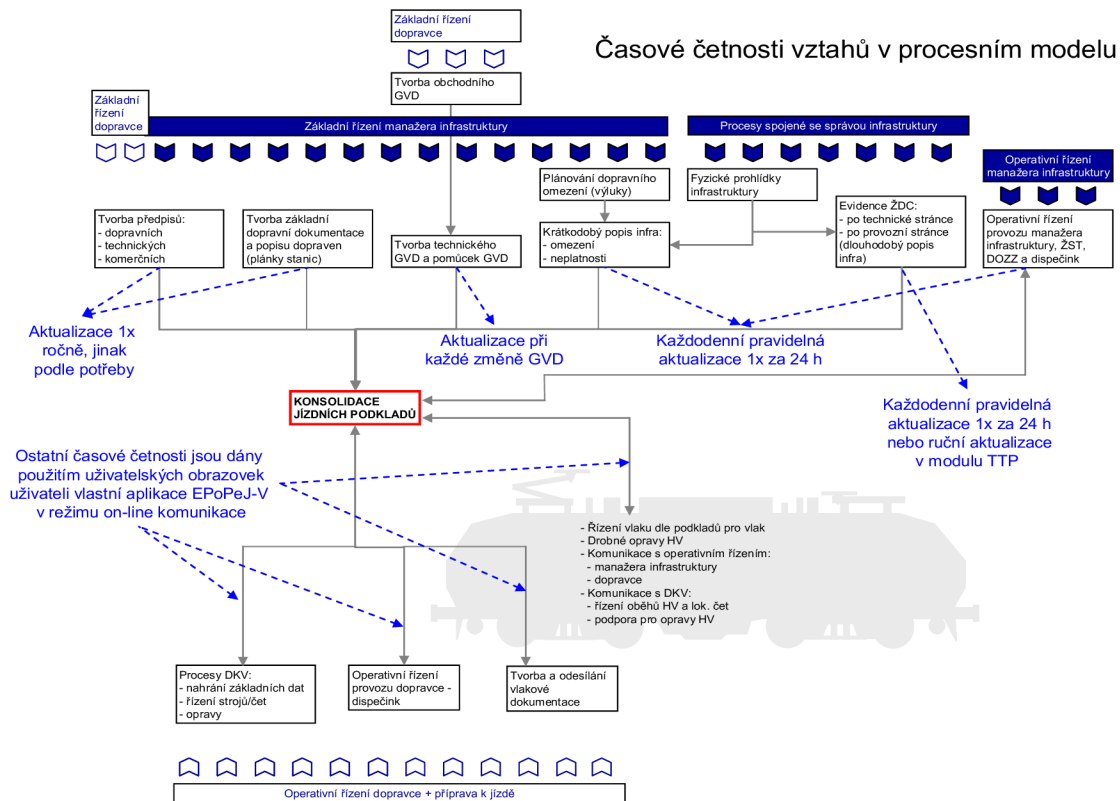 Základní řízení
dopravce
Časové četnosti vztahů v procesním modelu
Tvorba obchodního
GVD
Základní
řízení
dopravce
Základní řízení manažera infrastruktury
Procesy spojené se správou infrastruktury
Operativní řízení
manažera infrastruktury
Plánování dopravního
omezení (výluky)
Fyzické prohlídky
infrastruktury
Tvorba předpisů:
- dopravních
- technických
- komerčních
Tvorba základní
dopravní dokumentace
a popisu dopraven
(plánky stanic)
Tvorba technického
GVD a pomůcek GVD
Krátkodobý popis infra:
- omezení
- neplatnosti
Evidence ŽDC:
- po technické stránce
- po provozní stránce
(dlouhodobý popis
infra)
Operativní řízení
provozu manažera
infrastruktury, ŽST,
DOZZ a dispečink
Aktualizace 1x
ročně, jinak
podle potřeby
Aktualizace při
každé změně GVD
Každodenní pravidelná
aktualizace 1x za 24 h
Každodenní pravidelná
aktualizace 1x za 24 h
nebo ruční aktualizace
v modulu TTP
KONSOLIDACE
JÍZDNÍCH PODKLADŮ
Ostatní časové četnosti jsou dány
použitím uživatelských obrazovek
uživateli vlastní aplikace EPoPeJ-V
v režimu on-line komunikace
- Řízení vlaku dle podkladů pro vlak
- Drobné opravy HV
- Komunikace s operativním řízením:
- manažera infrastruktury
- dopravce
- Komunikace s DKV:
- řízení oběhů HV a lok. čet
- podpora pro opravy HV
Procesy DKV:
- nahrání základních dat
- řízení strojů/čet
- opravy
Operativní řízení
provozu dopravce -
dispečink
Tvorba a odesílání
vlakové
dokumentace
Operativní řízení dopravce + příprava k jízdě